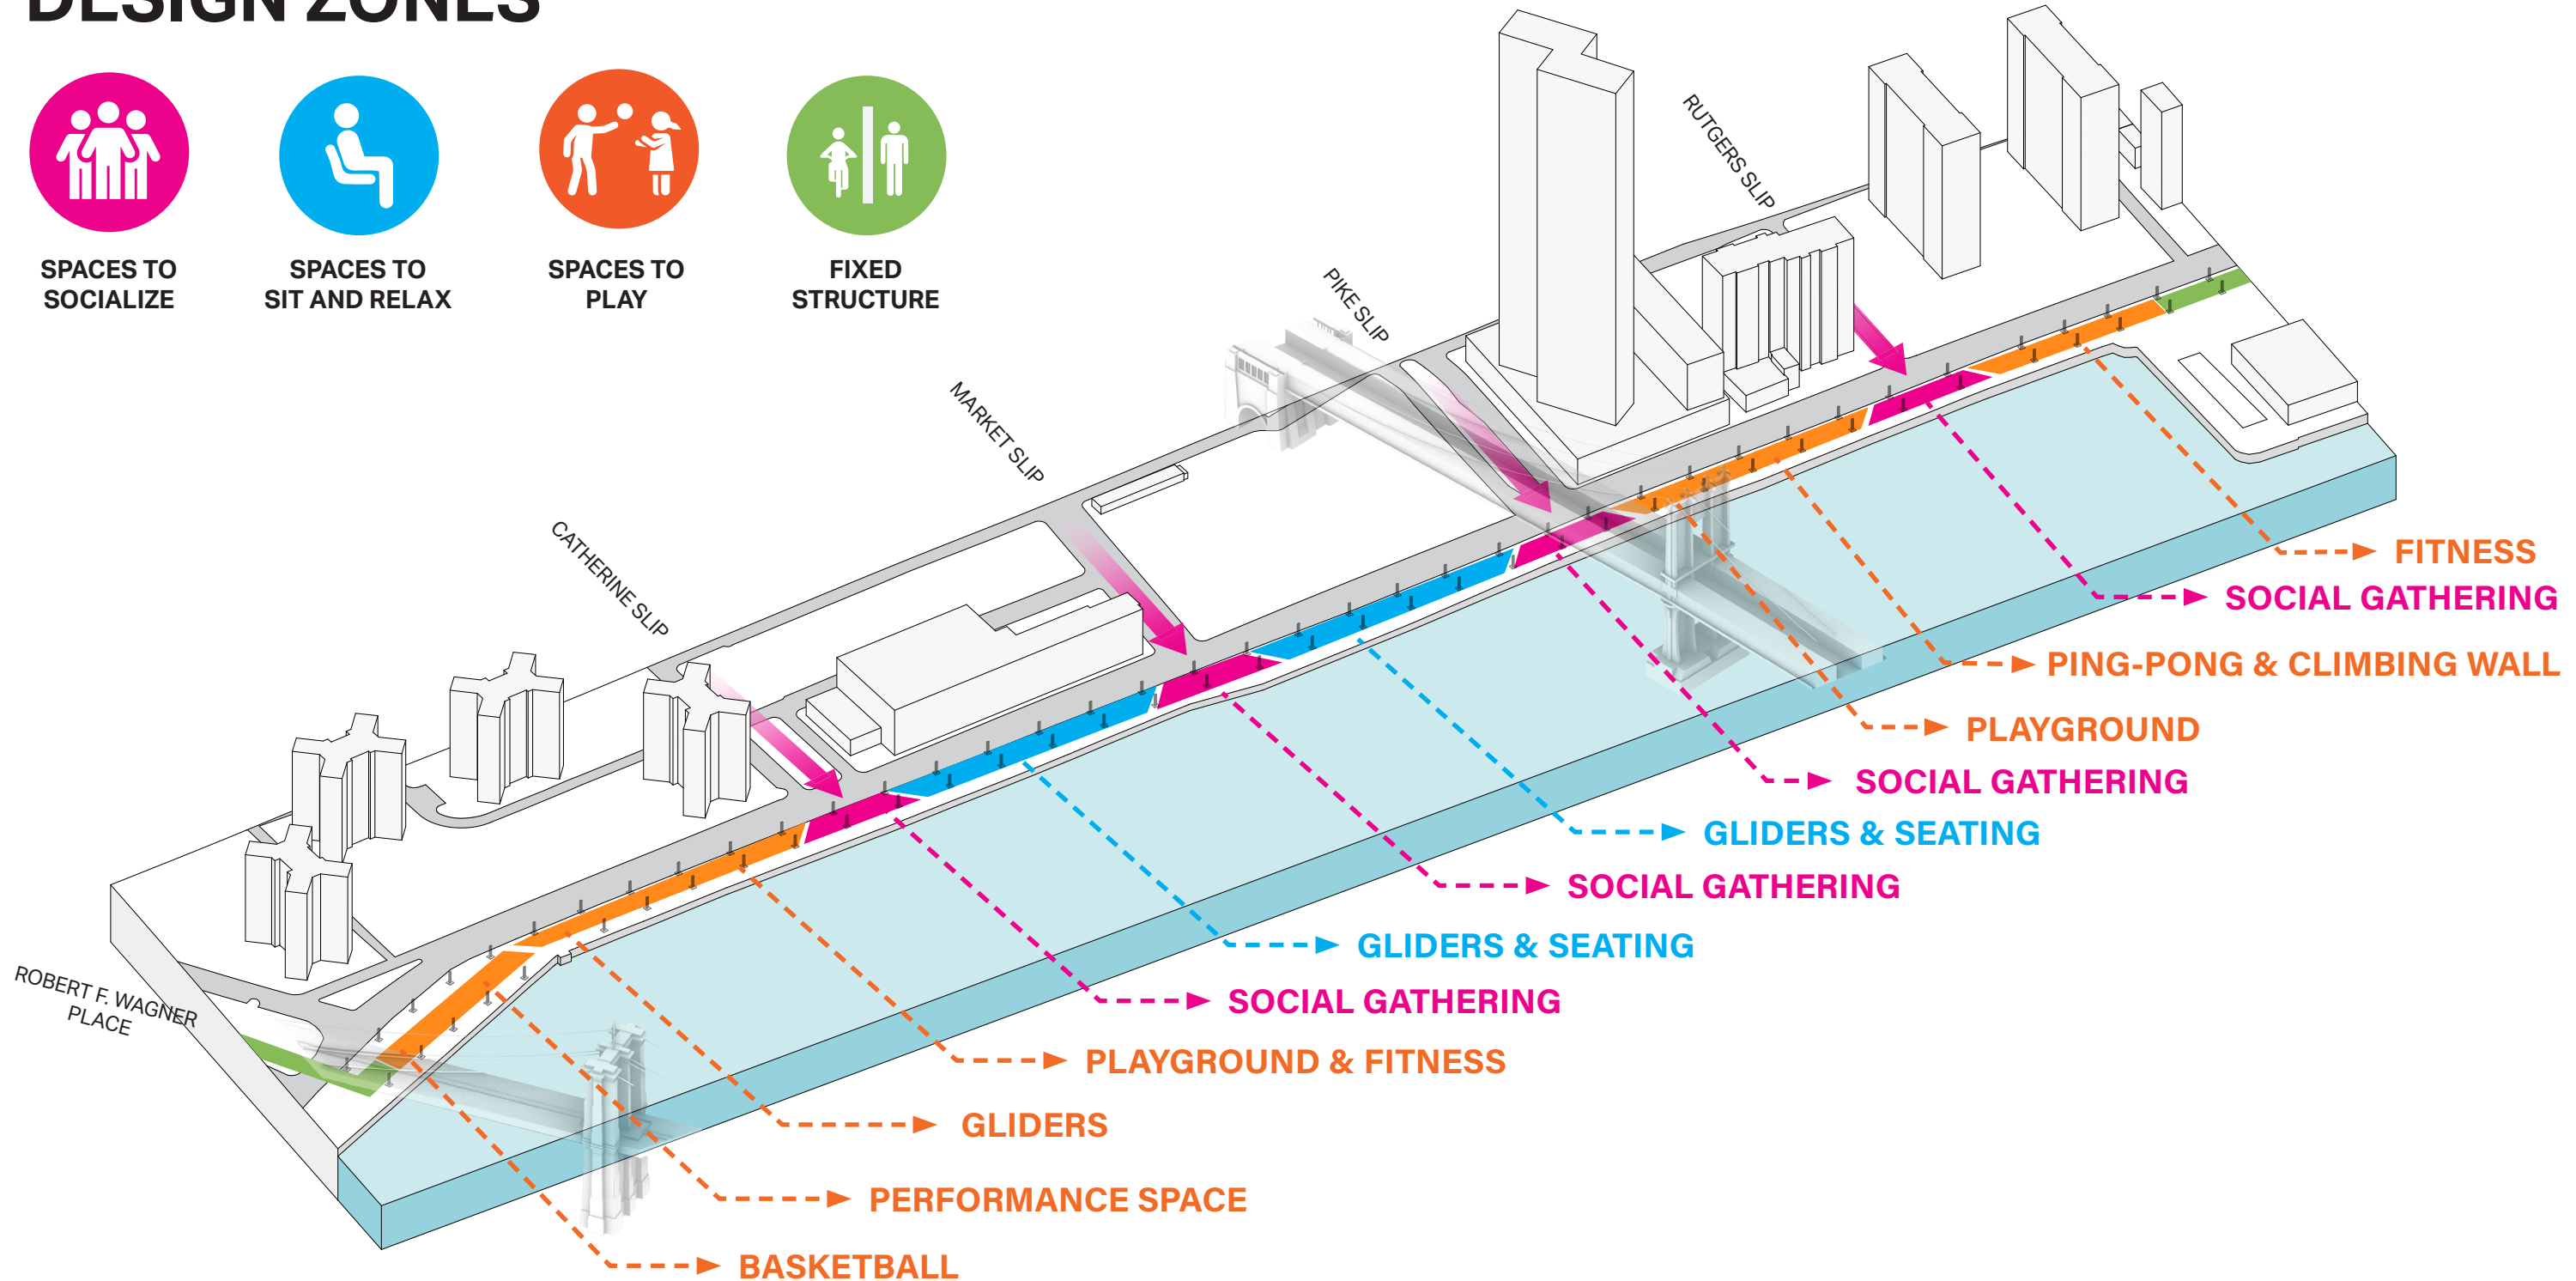 DESIGN ZONES
SPACES TO
SOCIALIZE
SPACES TO
SIT AND RELAX
SPACES TO
PLAY
FIXED
STRUCTURE
RUTGERS SLIP
PIKE SLIP
MARKET SLIP
CATHERINE SLIP
ROBERT F. WAGNER
PLACE
FITNESS
SOCIAL GATHERING
PING-PONG & CLIMBING WALL
PLAYGROUND
SOCIAL GATHERING
GLIDERS & SEATING
SOCIAL GATHERING
GLIDERS & SEATING
SOCIAL GATHERING
PLAYGROUND & FITNESS
GLIDERS
PERFORMANCE SPACE
BASKETBALL